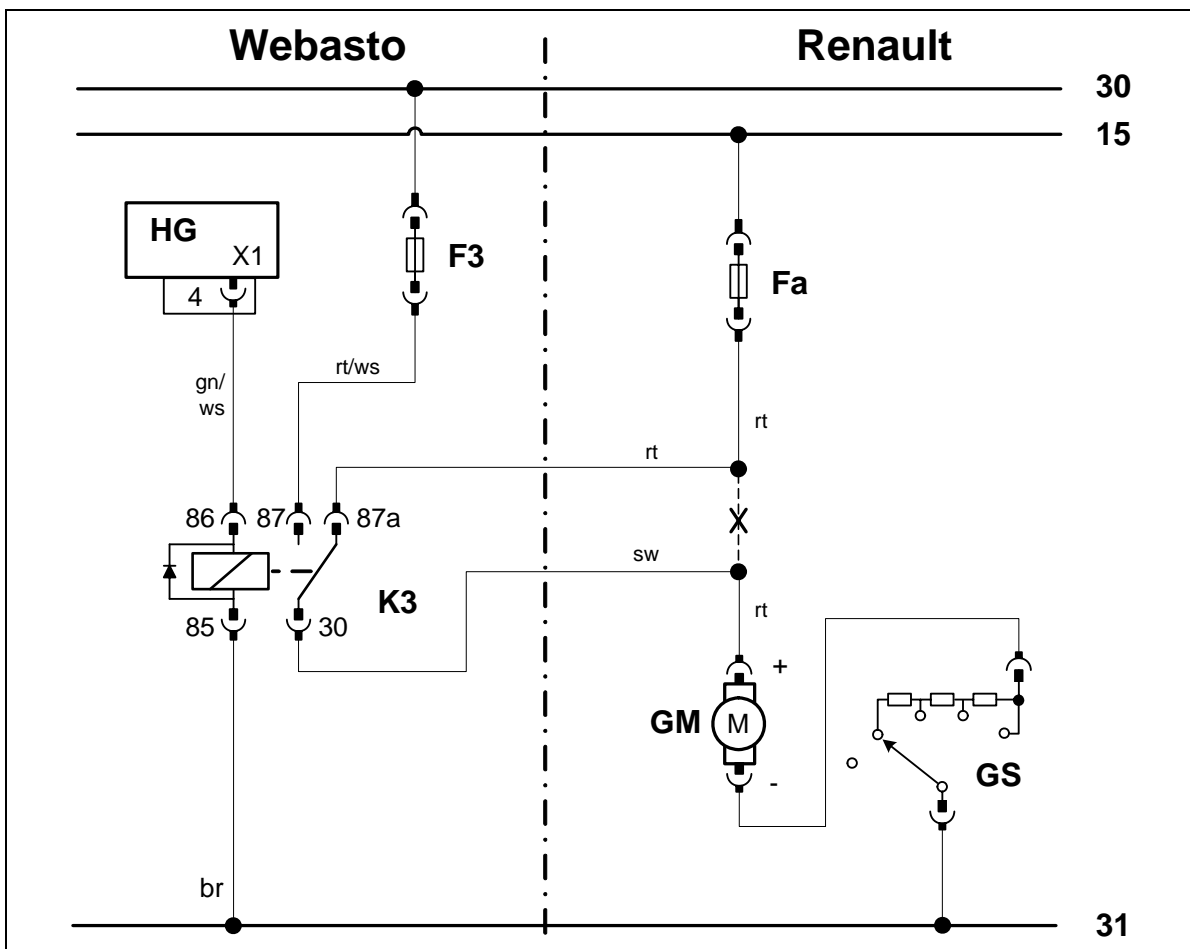 Webasto
Renault
30
15
HG
X1
4
F3
Fa
rt/ws
gn/
ws
rt
rt
86
87
87a
sw
K3
rt
85
30
+
GM
M
-
GS
br
31